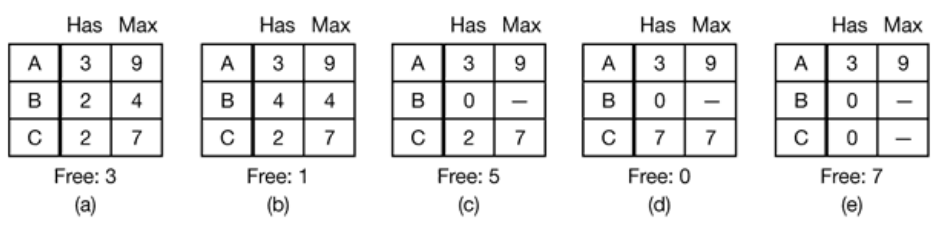 Has Max Has Max Has Max Has Max Has Max
A 3 9 A 3 9 A 3 9 A 3 9 A 3 9
B 2 4 B 4 4 B 0 — B 0 — B 0 —
C 2 7 C 2 7 C 2 7 C 7 7 C 0 —
Free: 3 Free: 1 Free: 5 Free: 0 Free: 7
(a) (b) (c) (d) (e)